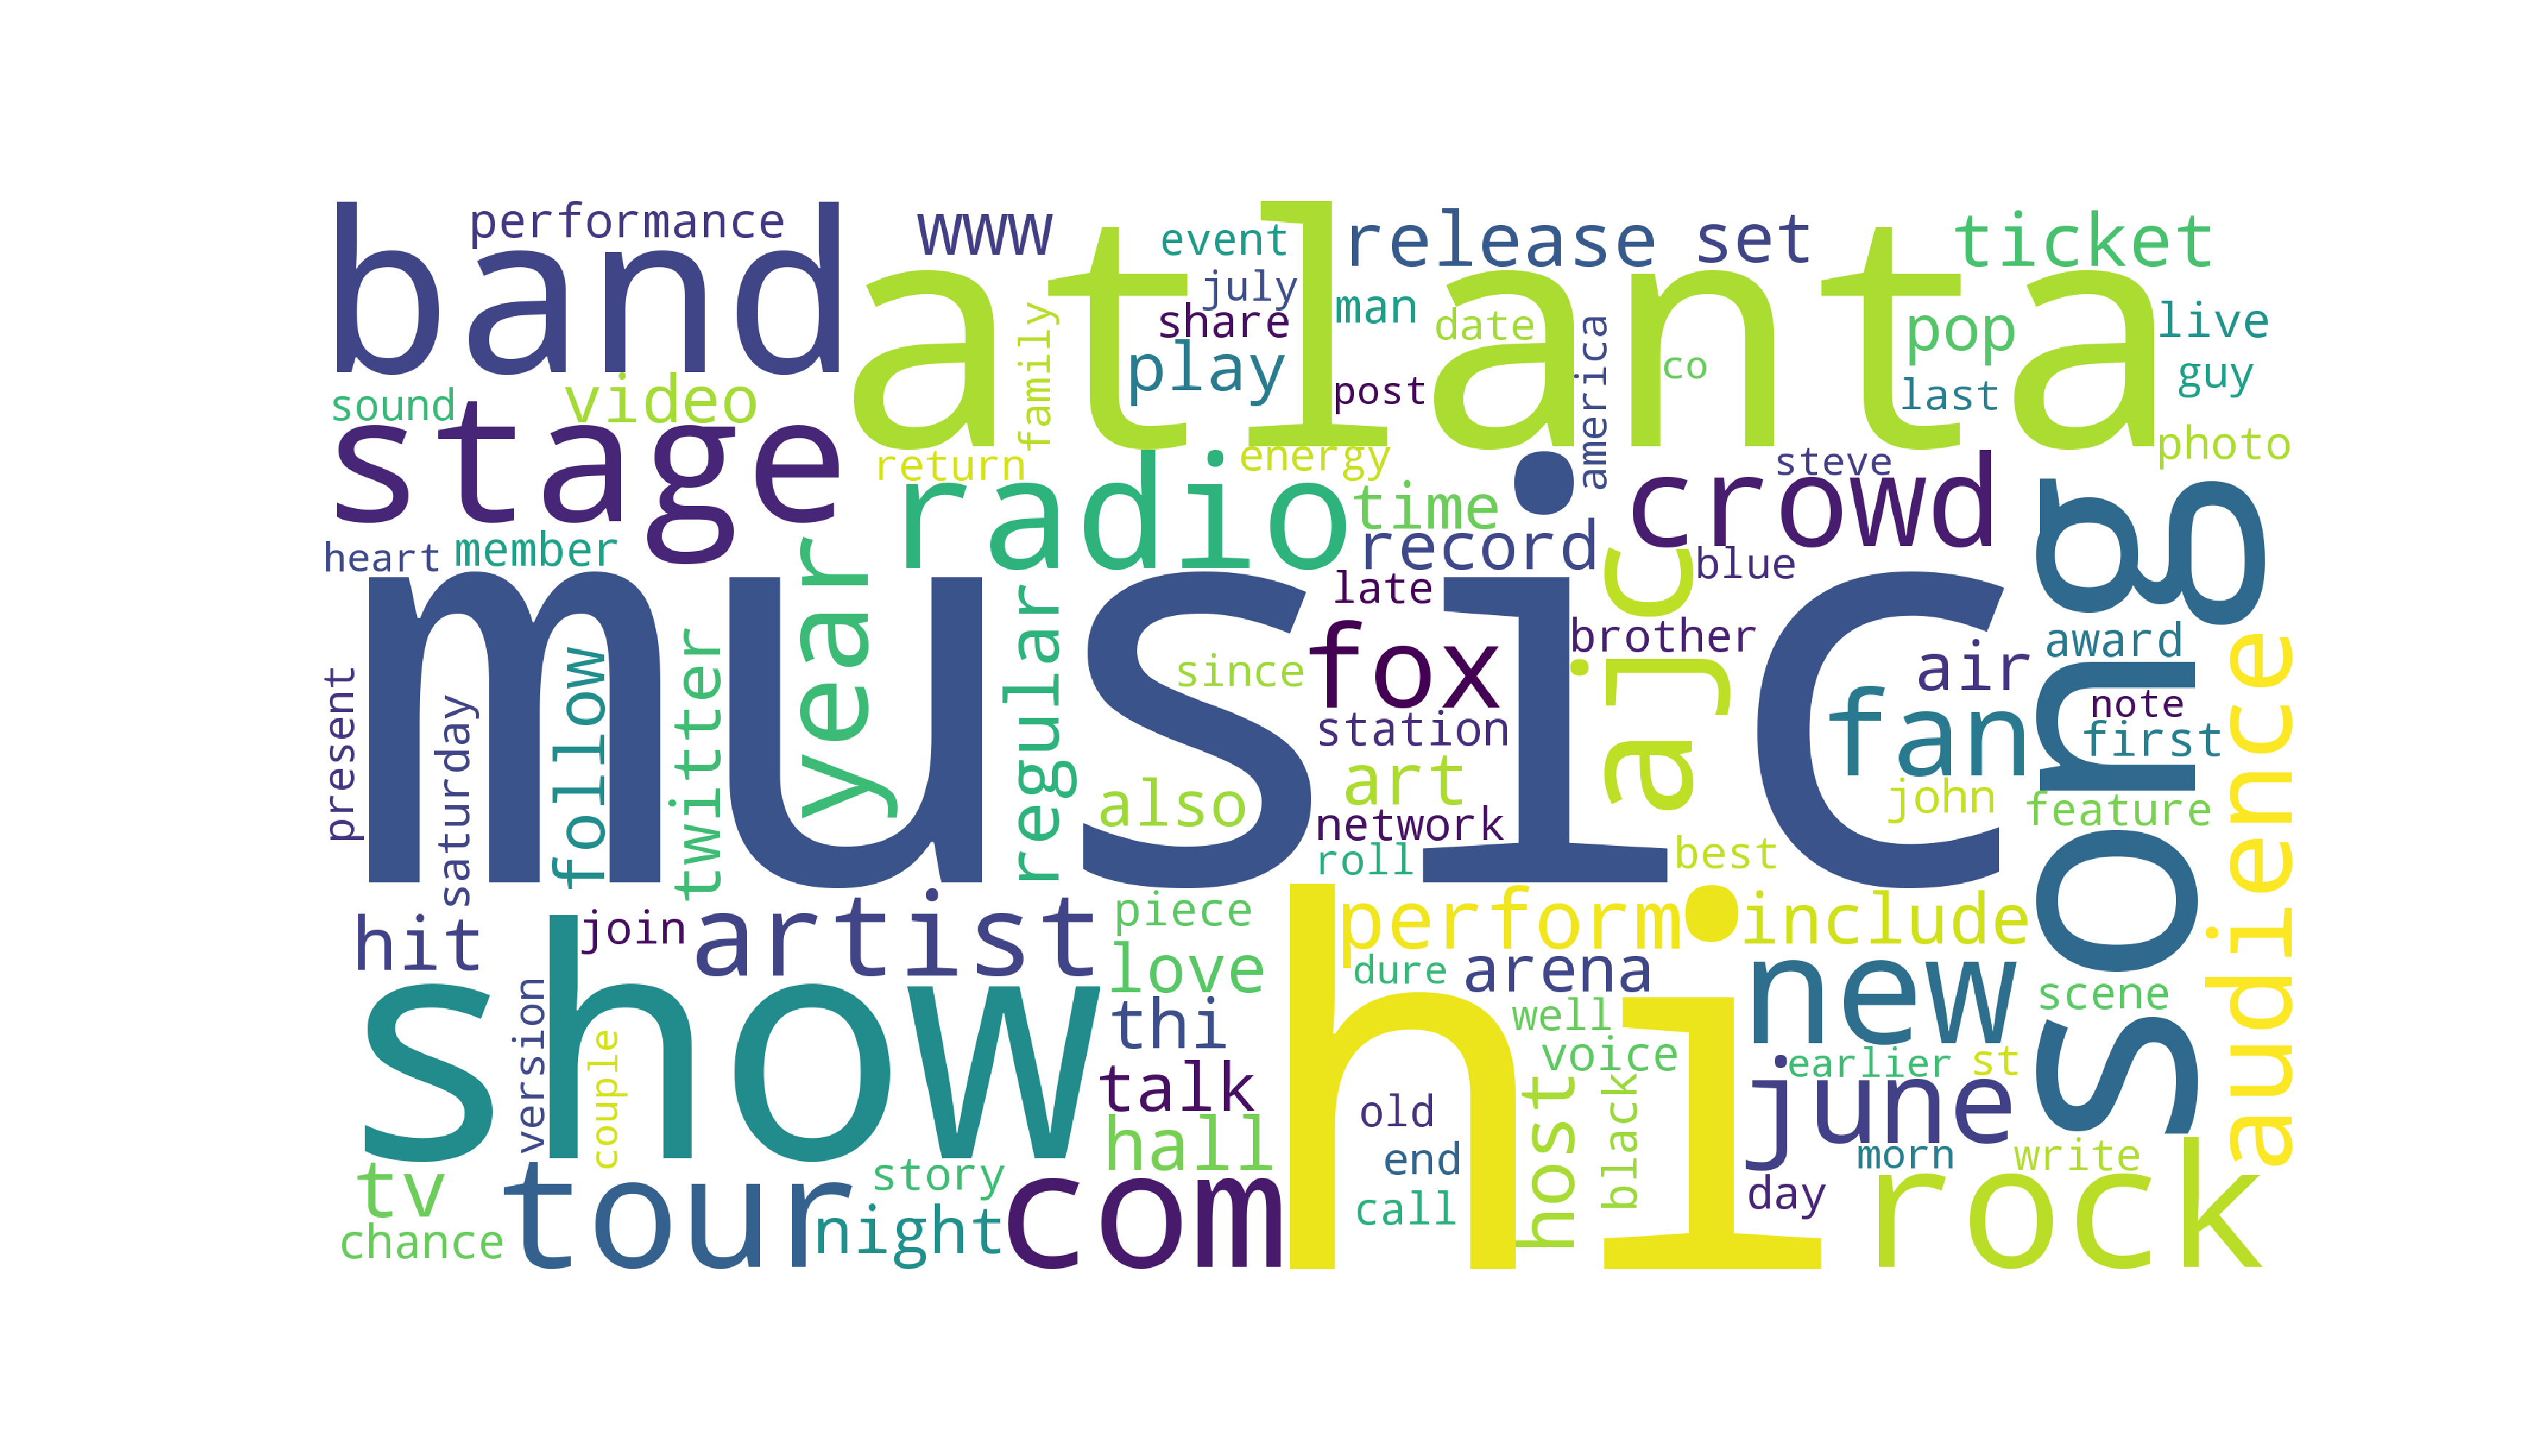 band
performance
www
atlanta
event
july
share
play
family
release
set
ticket
man
date
america
co
pop
live
guy
last
post
photo
sound
video
stage
return
radio
energy
time
record
steve
crowd
blue
song
heart
member
music
year
regular
late
fox
ajc
brother
air
award
note
first
fan
since
station
art
network
roll
also
john
feature
best
audience
present
saturday
follow
twitter
hit
join
artist
piece
love
perform
include
dure
arena
new
scene
show
version
couple
thi
talk
hall
hi
well
voice
host
black
old
end
call
earlier
st
june
morn
write
day
rock
tv
chance
tour
story
night
com